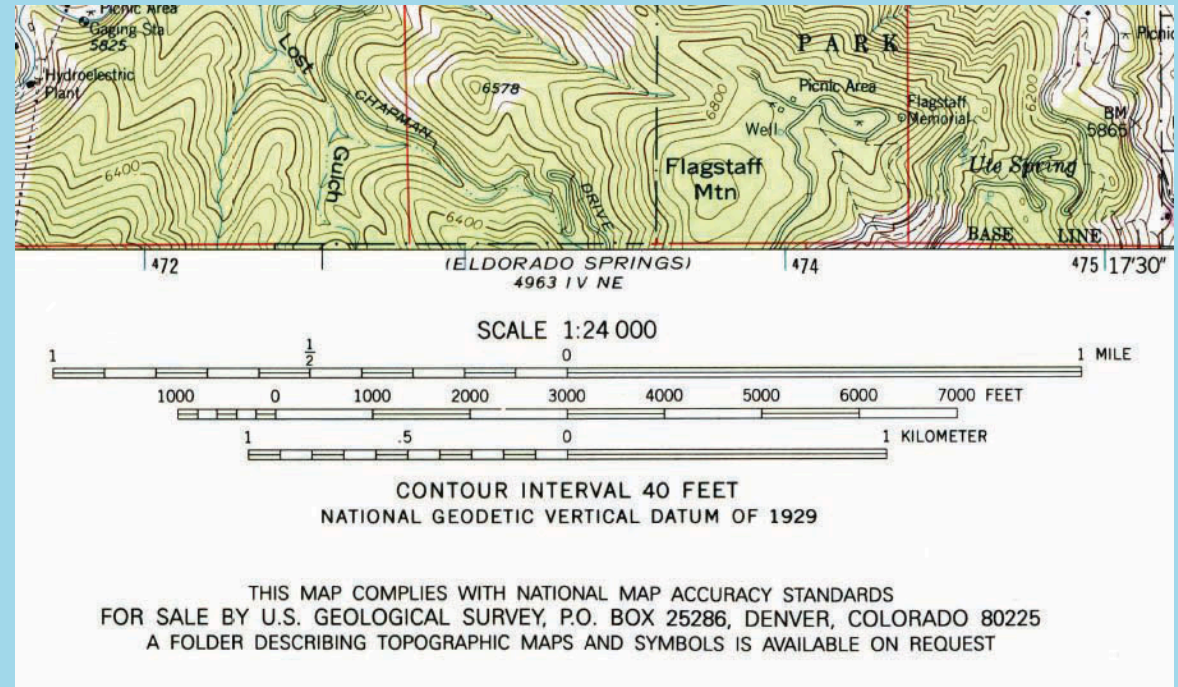 Picnic Area
Gaging Sta
5825
Hydroelectric
Plant
Lost
Gulch
CHAPMAN
DRIVE
6578
6400
6400
PARK
Picnic Area
6800
Well
Flagstaff
Memorial
Flagstaff
Mtn
6200
BM
5865
Ute Spring
BASE LINE
472
(ELDORADO SPRINGS)
4963 IV NE
474
475
17'30"
SCALE 1:24 000
1 1/2 0 1 MILE
1000 0 1000 2000 3000 4000 5000 6000 7000 FEET
1 .5 0 1 KILOMETER
CONTOUR INTERVAL 40 FEET
NATIONAL GEODETIC VERTICAL DATUM OF 1929
THIS MAP COMPLIES WITH NATIONAL MAP ACCURACY STANDARDS
FOR SALE BY U.S. GEOLOGICAL SURVEY, P.O. BOX 25286, DENVER, COLORADO 80225
A FOLDER DESCRIBING TOPOGRAPHIC MAPS AND SYMBOLS IS AVAILABLE ON REQUEST